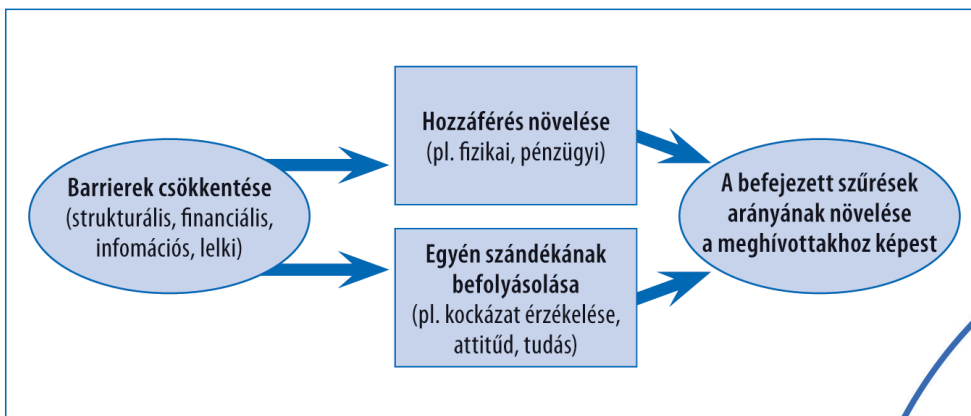 Barrierek csökkentése
(strukturális, financiális,
infomációs, lelki)
Hozzáférés növelése
(pl. fizikai, pénzügyi)
Egyén szándékának
befolyásolása
(pl. kockázat érzékelése,
attitűd, tudás)
A befejezett szűrések
arányának növelése
a meghívottakhoz képest